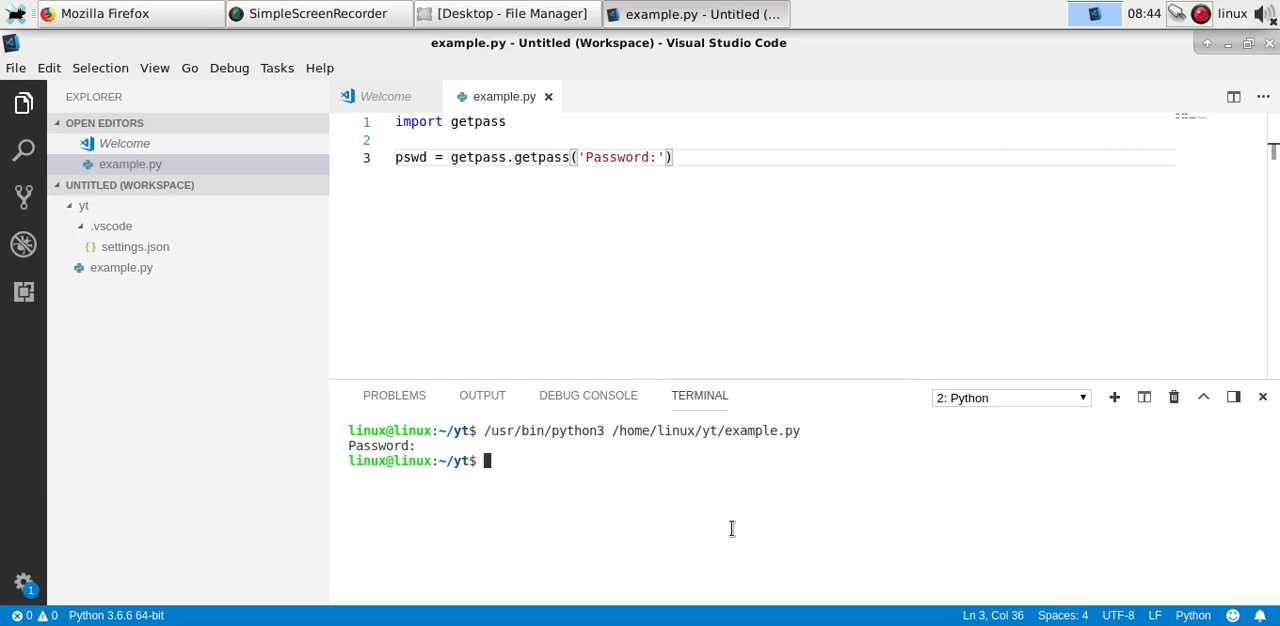 Mozilla Firefox
SimpleScreenRecorder
[Desktop - File Manager]
example.py - Untitled (...
08:44
linux
example.py - Untitled (Workspace) - Visual Studio Code
File Edit Selection View Go Debug Tasks Help
EXPLORER
OPEN EDITORS
Welcome
example.py
UNTITLED (WORKSPACE)
yt
.vscode
{} settings.json
example.py
1
Welcome
example.py
1 import getpass
2
3 pswd = getpass.getpass('Password:')
PROBLEMS OUTPUT DEBUG CONSOLE TERMINAL
2: Python
linux@linux:~/yt$ /usr/bin/python3 /home/linux/yt/example.py
Password:
linux@linux:~/yt$
0 0 Python 3.6.6 64-bit
Ln 3, Col 36 Spaces: 4 UTF-8 LF Python